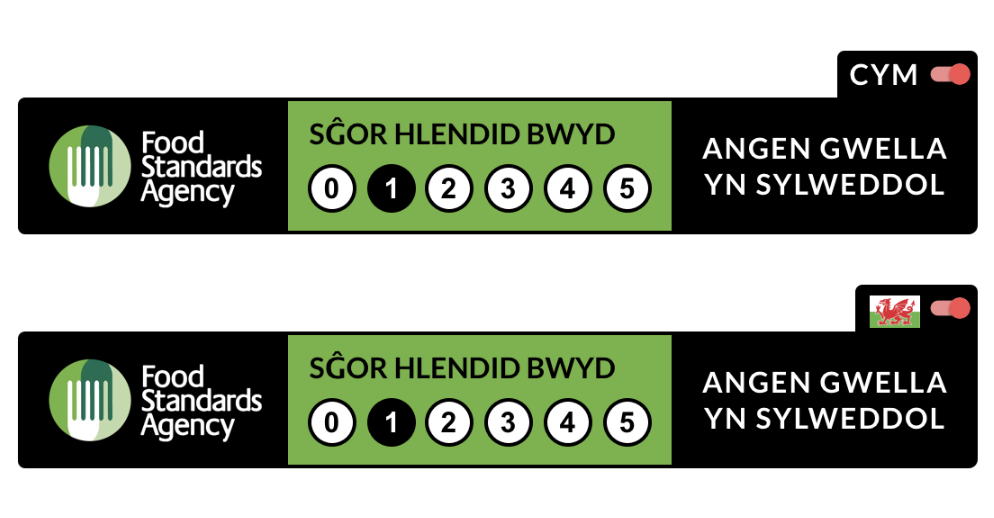 CYM
Food
Standards
Agency
SĜOR HLENDID BWYD
0 1 2 3 4 5
ANGEN GWELLA
YN SYLWEDDOL
Food
Standards
Agency
SĜOR HLENDID BWYD
0 1 2 3 4 5
ANGEN GWELLA
YN SYLWEDDOL